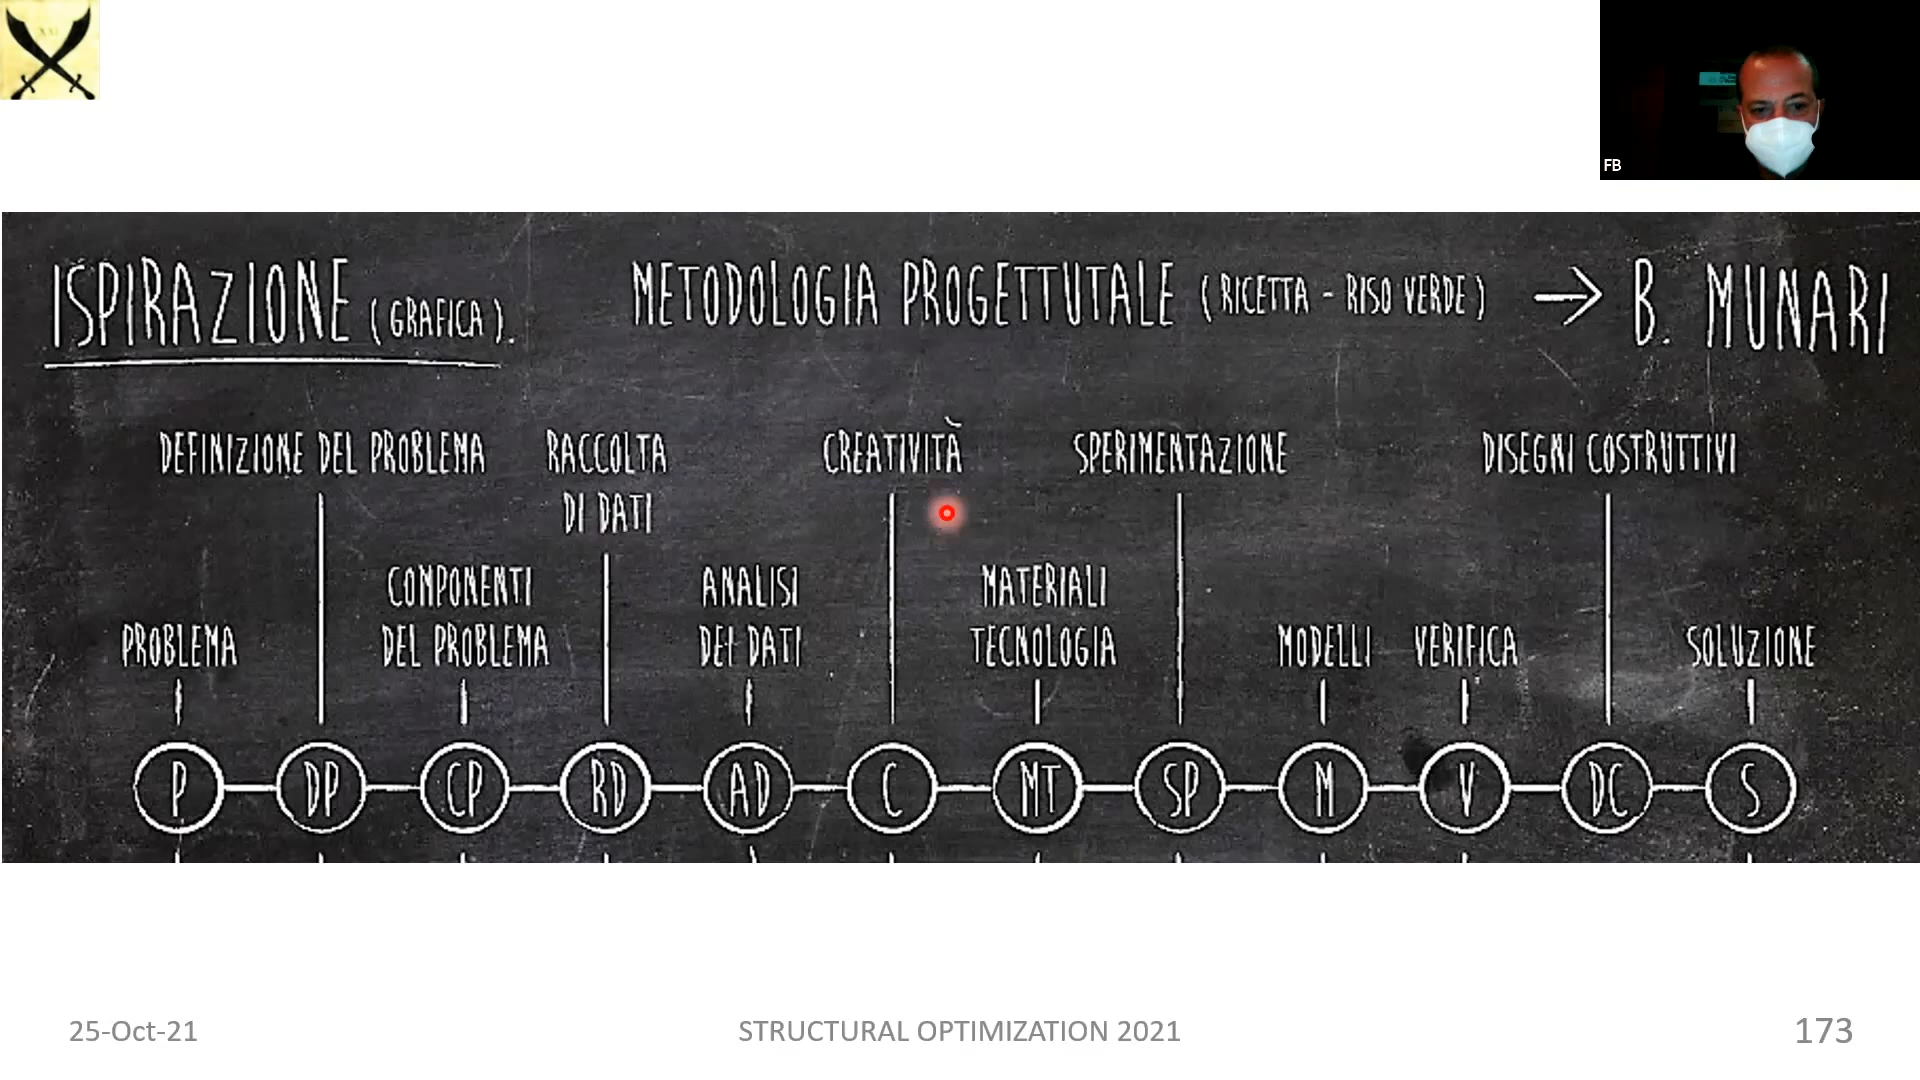 XXI
FB
ISPIRAZIONE (GRAFICA).
METODOLOGIA PROGETTUTALE (RICETTA - RISO VERDE) → B. MUNARI
DEFINIZIONE DEL PROBLEMA
RACCOLTA
DI DATI
CREATIVITÀ
SPERIMENTAZIONE
DISEGNI COSTRUTTIVI
PROBLEMA
COMPONENTI
DEL PROBLEMA
ANALISI
DEI DATI
MATERIALI
TECNOLOGIA
MODELLI
VERIFICA
SOLUZIONE
P DP CP RD AD C MT SP M V DC S
25-Oct-21
STRUCTURAL OPTIMIZATION 2021
173